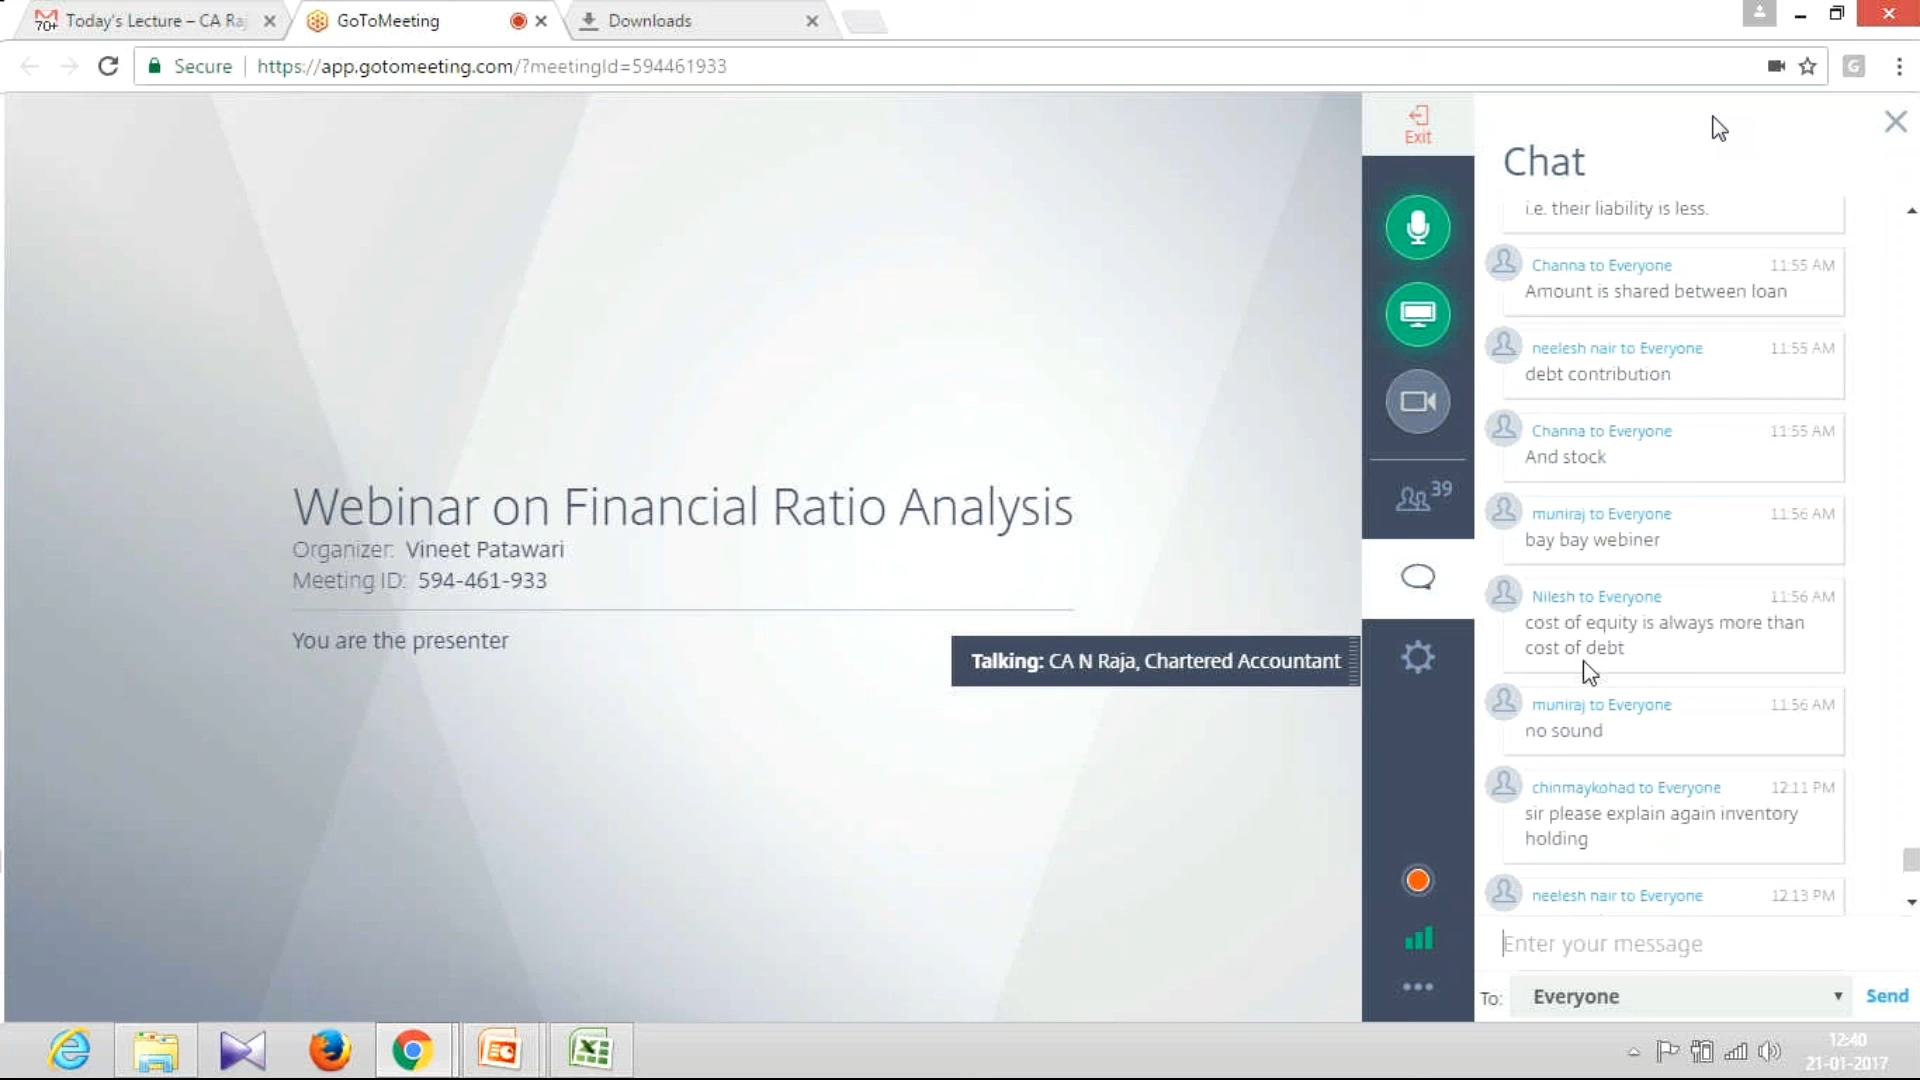 70+ Today's Lecture – CA Ra
GoToMeeting
Downloads
Secure https://app.gotomeeting.com/?meetingId=594461933
G
Exit
Chat
i.e. their liability is less.
Channa to Everyone 11:55 AM
Amount is shared between loan
neelesh nair to Everyone 11:55 AM
debt contribution
Channa to Everyone 11:55 AM
And stock
39
muniraj to Everyone 11:56 AM
bay bay webiner
Webinar on Financial Ratio Analysis
Organizer: Vineet Patawari
Meeting ID: 594-461-933
You are the presenter
Talking: CA N Raja, Chartered Accountant
Nilesh to Everyone 11:56 AM
cost of equity is always more than
cost of debt
muniraj to Everyone 11:56 AM
no sound
chinmaykohad to Everyone 12:11 PM
sir please explain again inventory
holding
neelesh nair to Everyone 12:13 PM
Enter your message
To: Everyone Send
12:40
21-01-2017